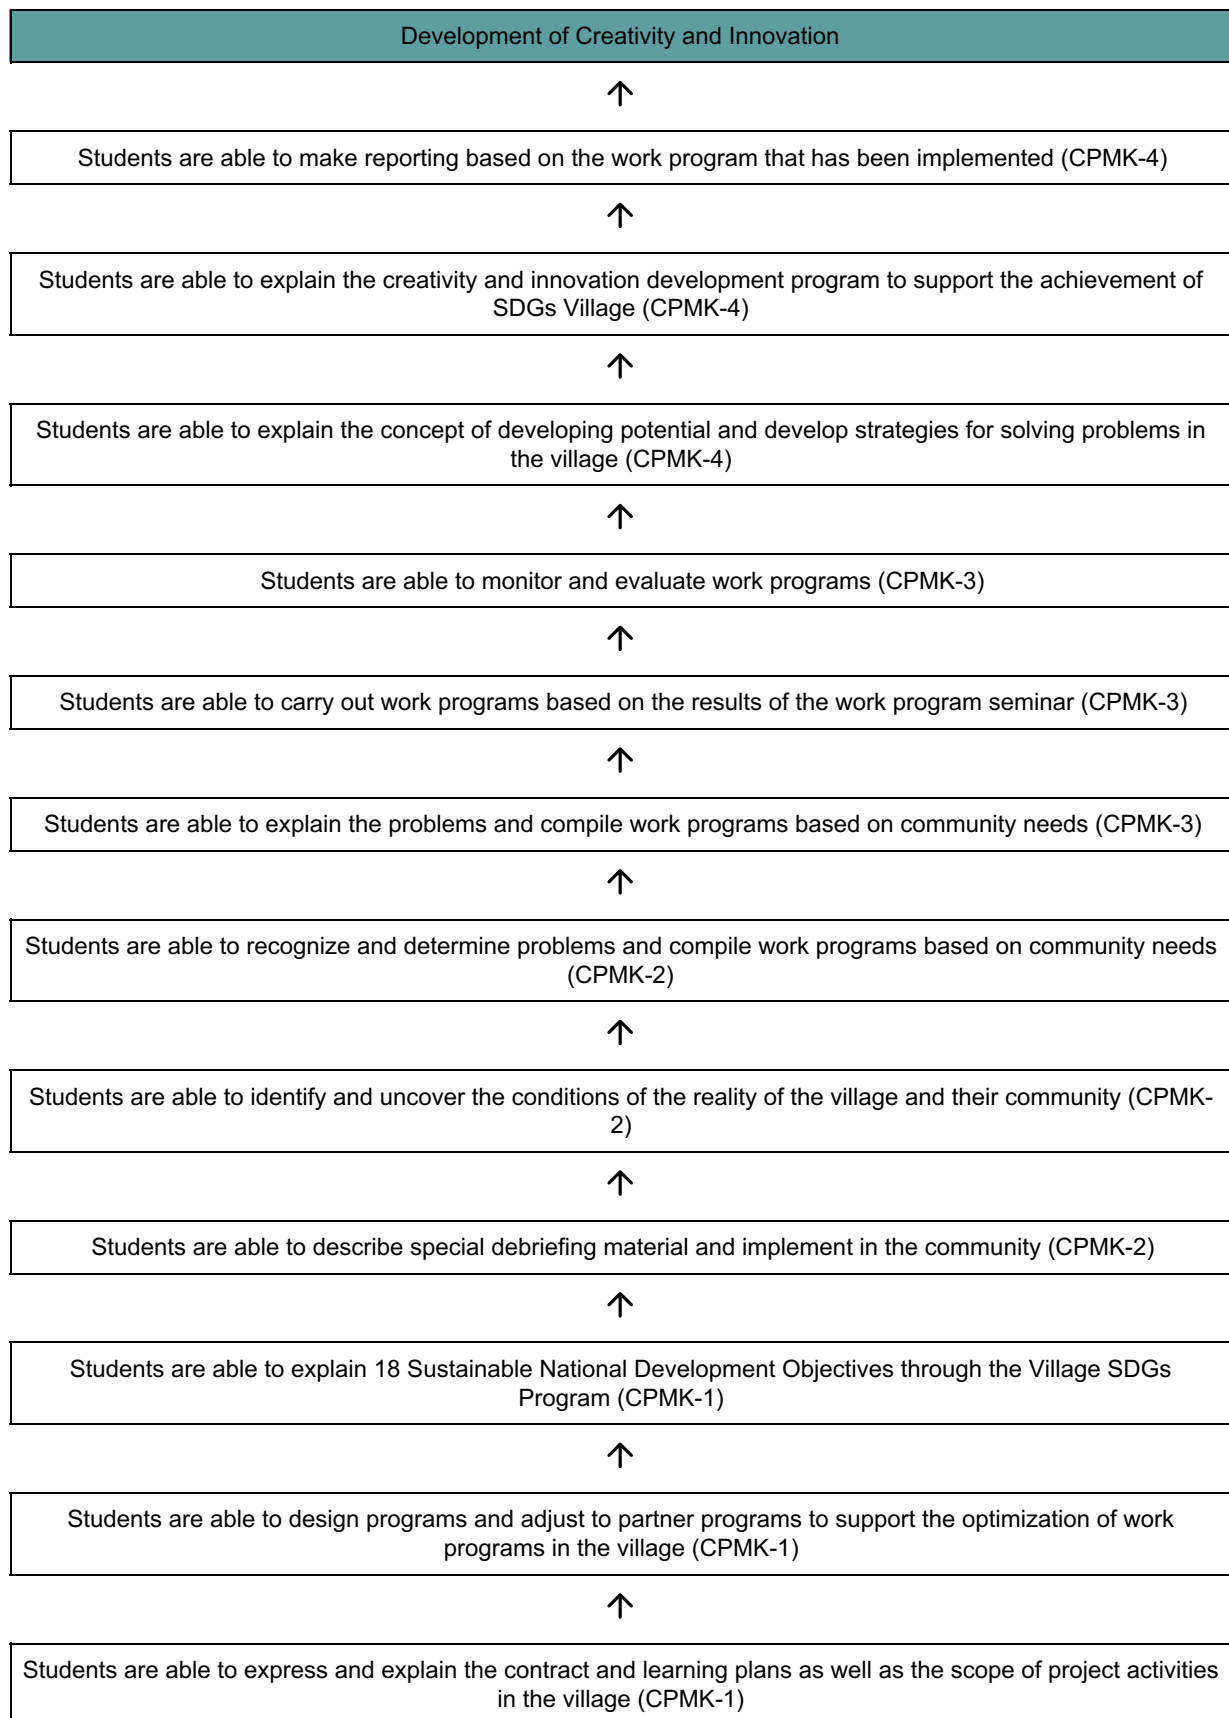 Development of Creativity and Innovation
↑
Students are able to make reporting based on the work program that has been implemented (CPMK-4)
↑
Students are able to explain the creativity and innovation development program to support the achievement of
SDGs Village (CPMK-4)
↑
Students are able to explain the concept of developing potential and develop strategies for solving problems in
the village (CPMK-4)
↑
Students are able to monitor and evaluate work programs (CPMK-3)
↑
Students are able to carry out work programs based on the results of the work program seminar (CPMK-3)
↑
Students are able to explain the problems and compile work programs based on community needs (CPMK-3)
↑
Students are able to recognize and determine problems and compile work programs based on community needs
(CPMK-2)
↑
Students are able to identify and uncover the conditions of the reality of the village and their community (CPMK-
2)
↑
Students are able to describe special debriefing material and implement in the community (CPMK-2)
↑
Students are able to explain 18 Sustainable National Development Objectives through the Village SDGs
Program (CPMK-1)
↑
Students are able to design programs and adjust to partner programs to support the optimization of work
programs in the village (CPMK-1)
↑
Students are able to express and explain the contract and learning plans as well as the scope of project activities
in the village (CPMK-1)